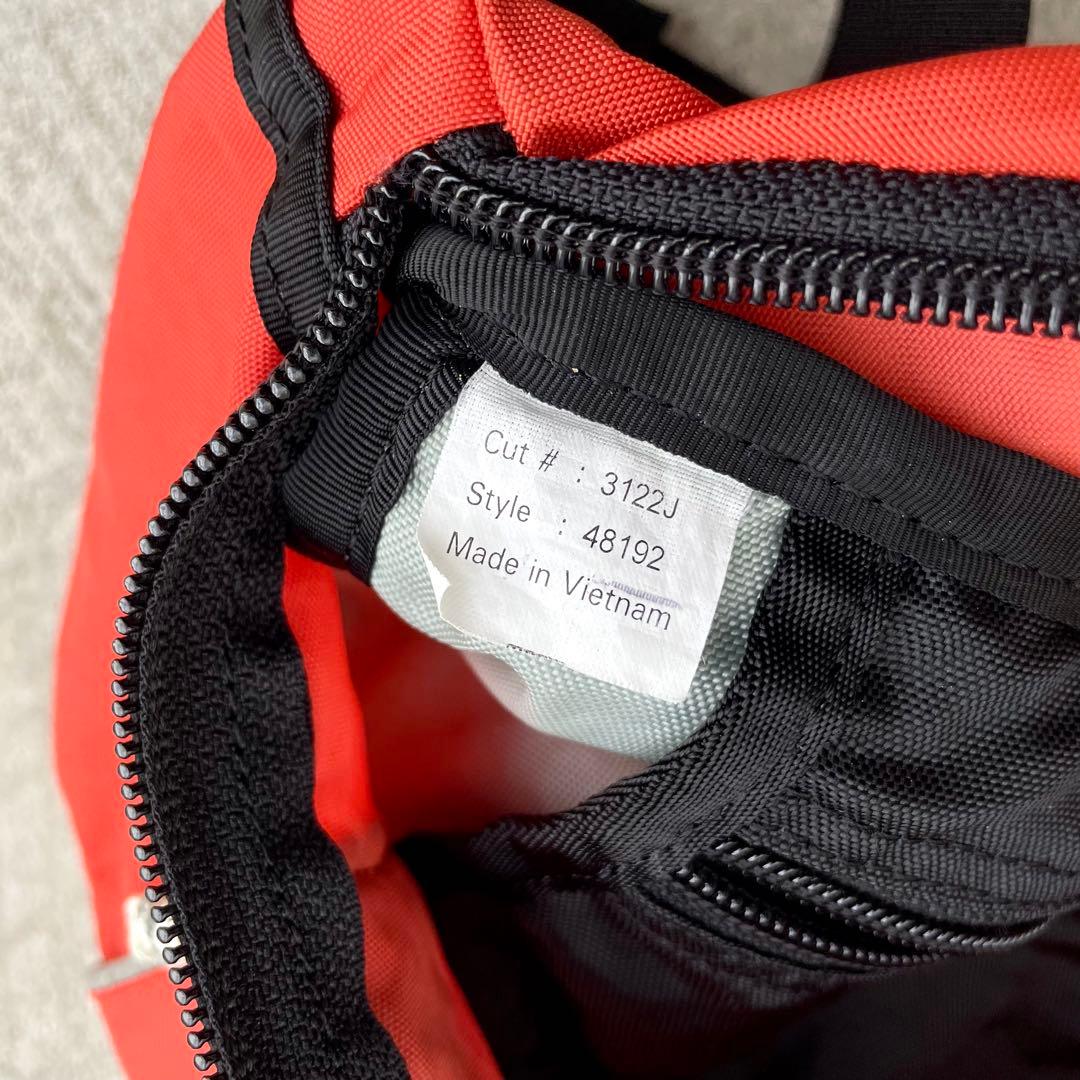 Cut # : 3122J
Style : 48192
Made in Vietnam